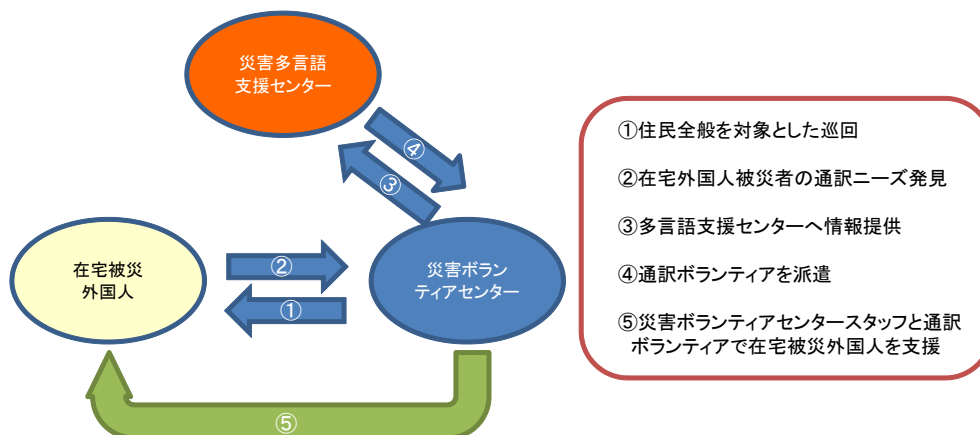 災害多言語
支援センター
④
③
在宅被災
外国人
②
①
災害ボラン
ティアセンター
⑤
①住民全般を対象とした巡回
②在宅外国人被災者の通訳ニーズ発見
③多言語支援センターへ情報提供
④通訳ボランティアを派遣
⑤災害ボランティアセンタースタッフと通訳
ボランティアで在宅被災外国人を支援